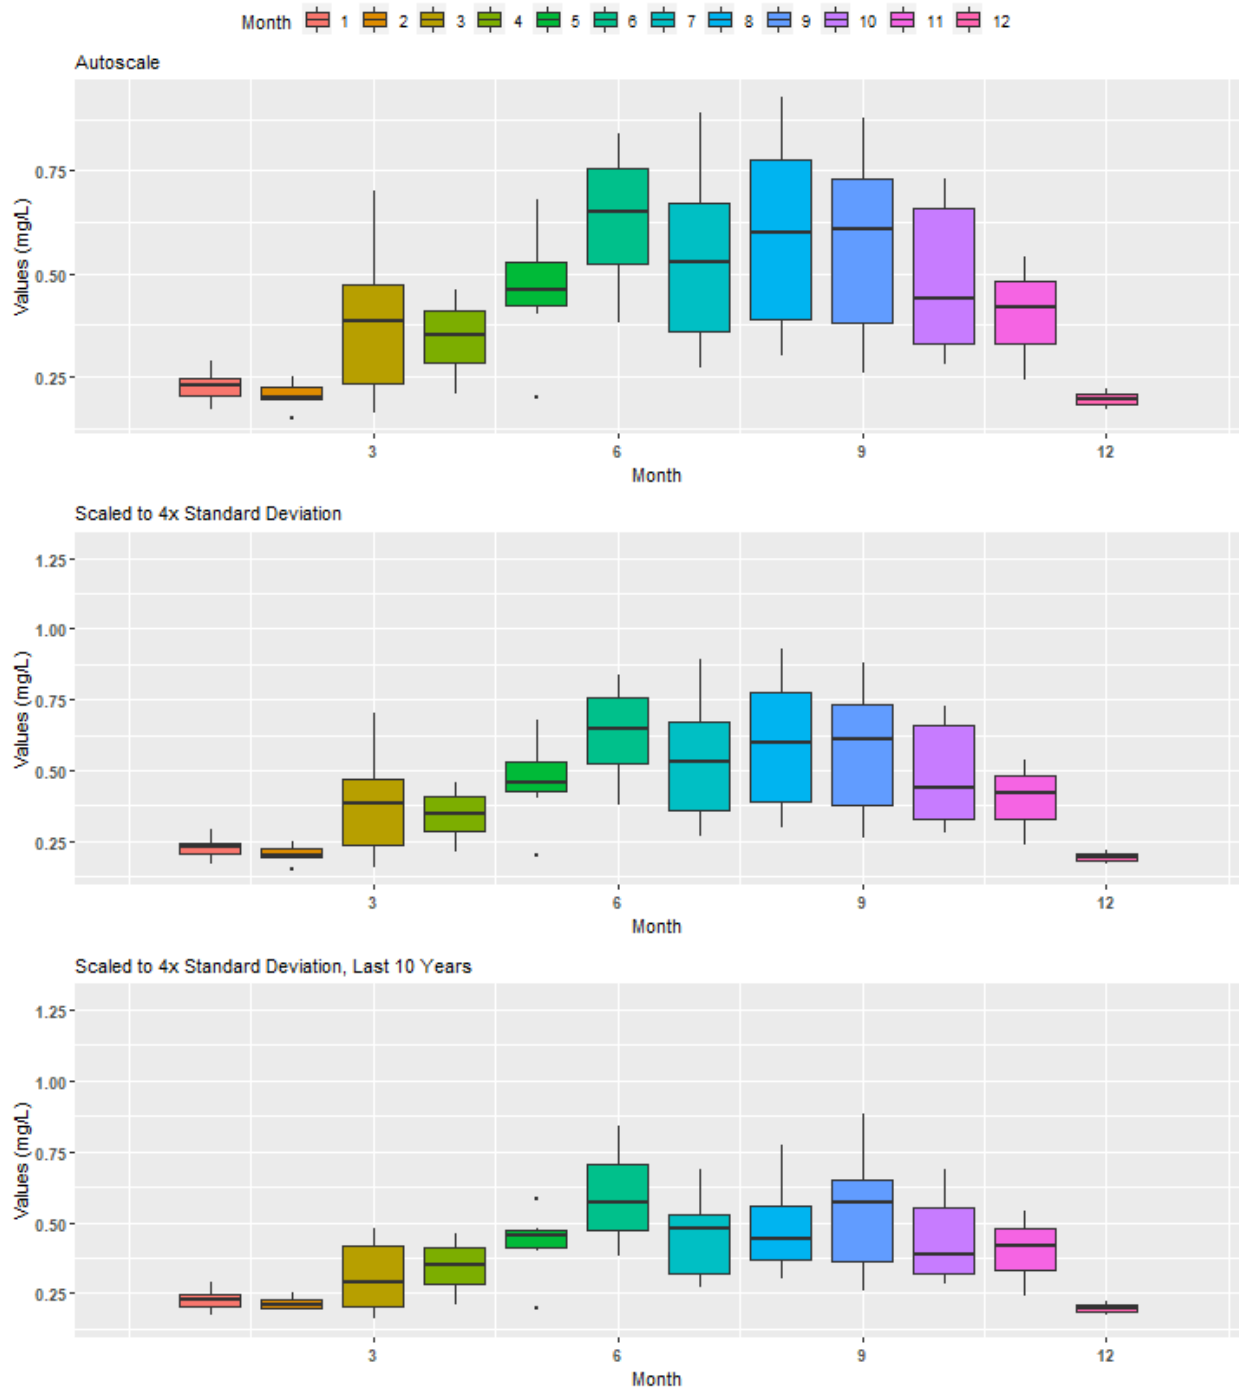 Month 1 2 3 4 5 6 7 8 9 10 11 12
Autoscale
Values (mg/L)
0.75
0.50
0.25
3 6 9 12
Month
Scaled to 4x Standard Deviation
Values (mg/L)
1.25
1.00
0.75
0.50
0.25
3 6 9 12
Month
Scaled to 4x Standard Deviation, Last 10 Years
Values (mg/L)
1.25
1.00
0.75
0.50
0.25
3 6 9 12
Month